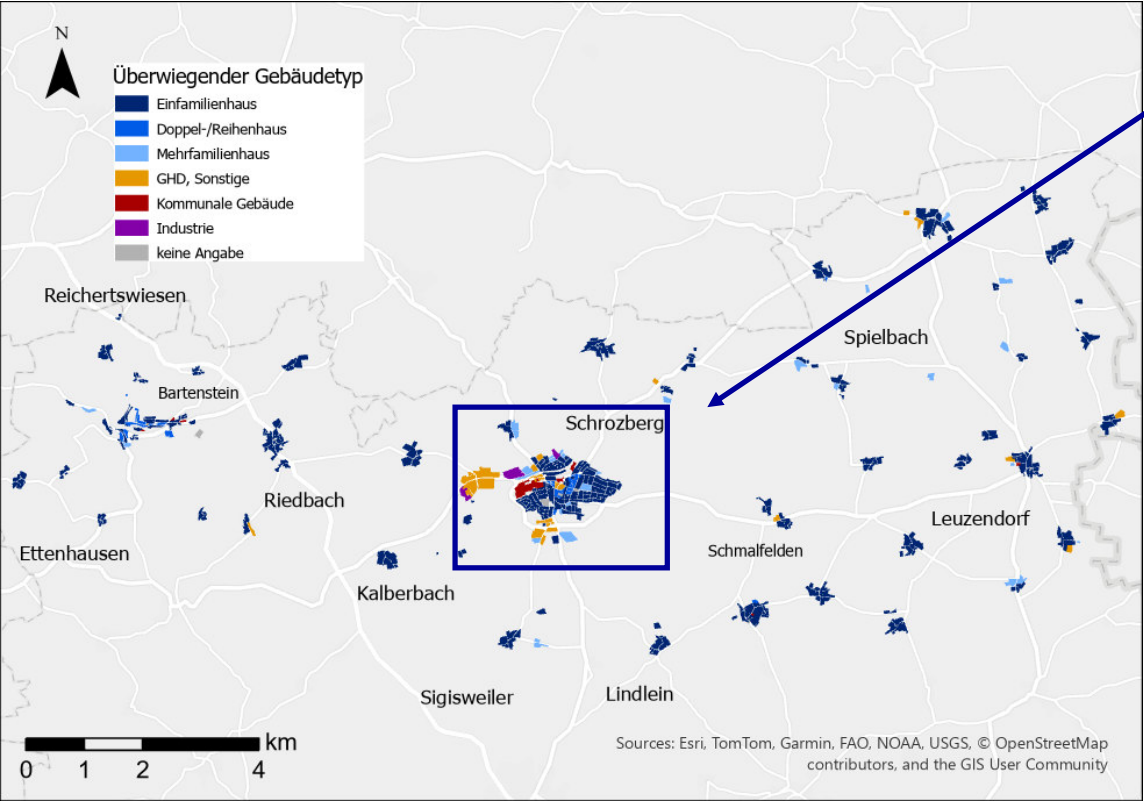 N
Überwiegender Gebäudetyp
Einfamilienhaus
Doppel-/Reihenhaus
Mehrfamilienhaus
GHD, Sonstige
Kommunale Gebäude
Industrie
keine Angabe
Reichertswiesen
Spielbach
Bartenstein
Schrozberg
Riedbach
Leuzendorf
Ettenhausen
Schmalfelden
Kalberbach
Sigisweiler
Lindlein
km
0 1 2 4
Sources: Esri, TomTom, Garmin, FAO, NOAA, USGS, © OpenStreetMap
contributors, and the GIS User Community